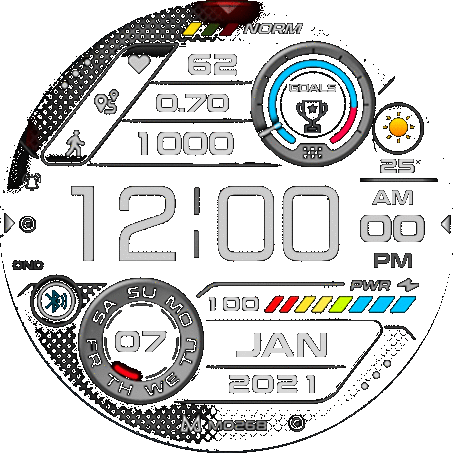 NORM
62
GOALS
0.70
1000
25°
AM
12:00
00
PM
DND
PWR
100
SA SU MO TU WE TH FR
07
JAN
2021
MO268